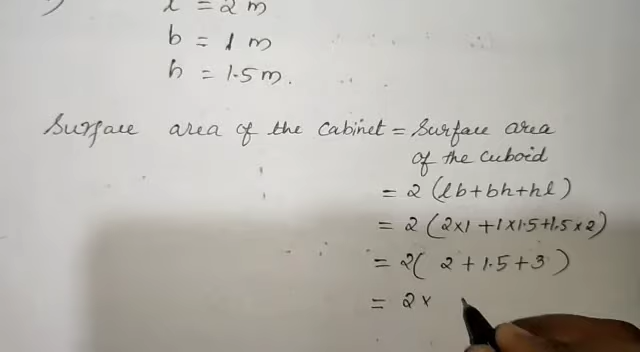 l = 2 m
b = 1 m
h = 1.5 m.
Surface area of the cabinet = Surface area
of the cuboid
= 2 (lb+bh+hl)
= 2 (2×1 + 1×1.5+1.5×2)
= 2( 2 + 1.5 + 3 )
= 2×